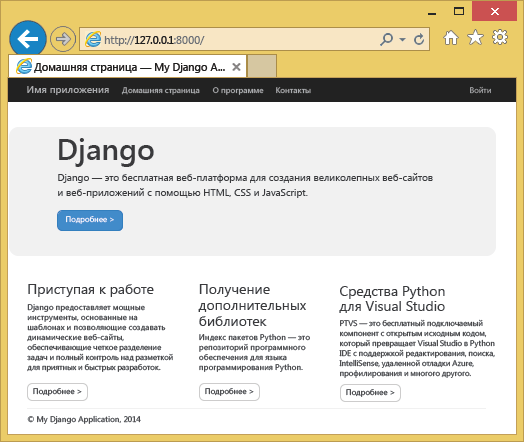 http://127.0.0.1:8000/
Домашняя страница — My Django A...
Имя приложения Домашняя страница О программе Контакты Войти
Django
Django — это бесплатная веб-платформа для создания великолепных веб-сайтов
и веб-приложений с помощью HTML, CSS и JavaScript.
Подробнее >
Приступая к работе
Django предоставляет мощные
инструменты, основанные на
шаблонах и позволяющие создавать
динамические веб-сайты,
обеспечивающие четкое разделение
задач и полный контроль над разметкой
для приятных и быстрых разработок.
Подробнее >
Получение
дополнительных
библиотек
Индекс пакетов Python — это
репозиторий программного
обеспечения для языка
программирования Python.
Подробнее >
Средства Python
для Visual Studio
PTVS — это бесплатный подключаемый
компонент с открытым исходным кодом,
который превращает Visual Studio в Python
IDE с поддержкой редактирования, поиска,
IntelliSense, удаленной отладки Azure,
профилирования и многого другого.
Подробнее >
© My Django Application, 2014